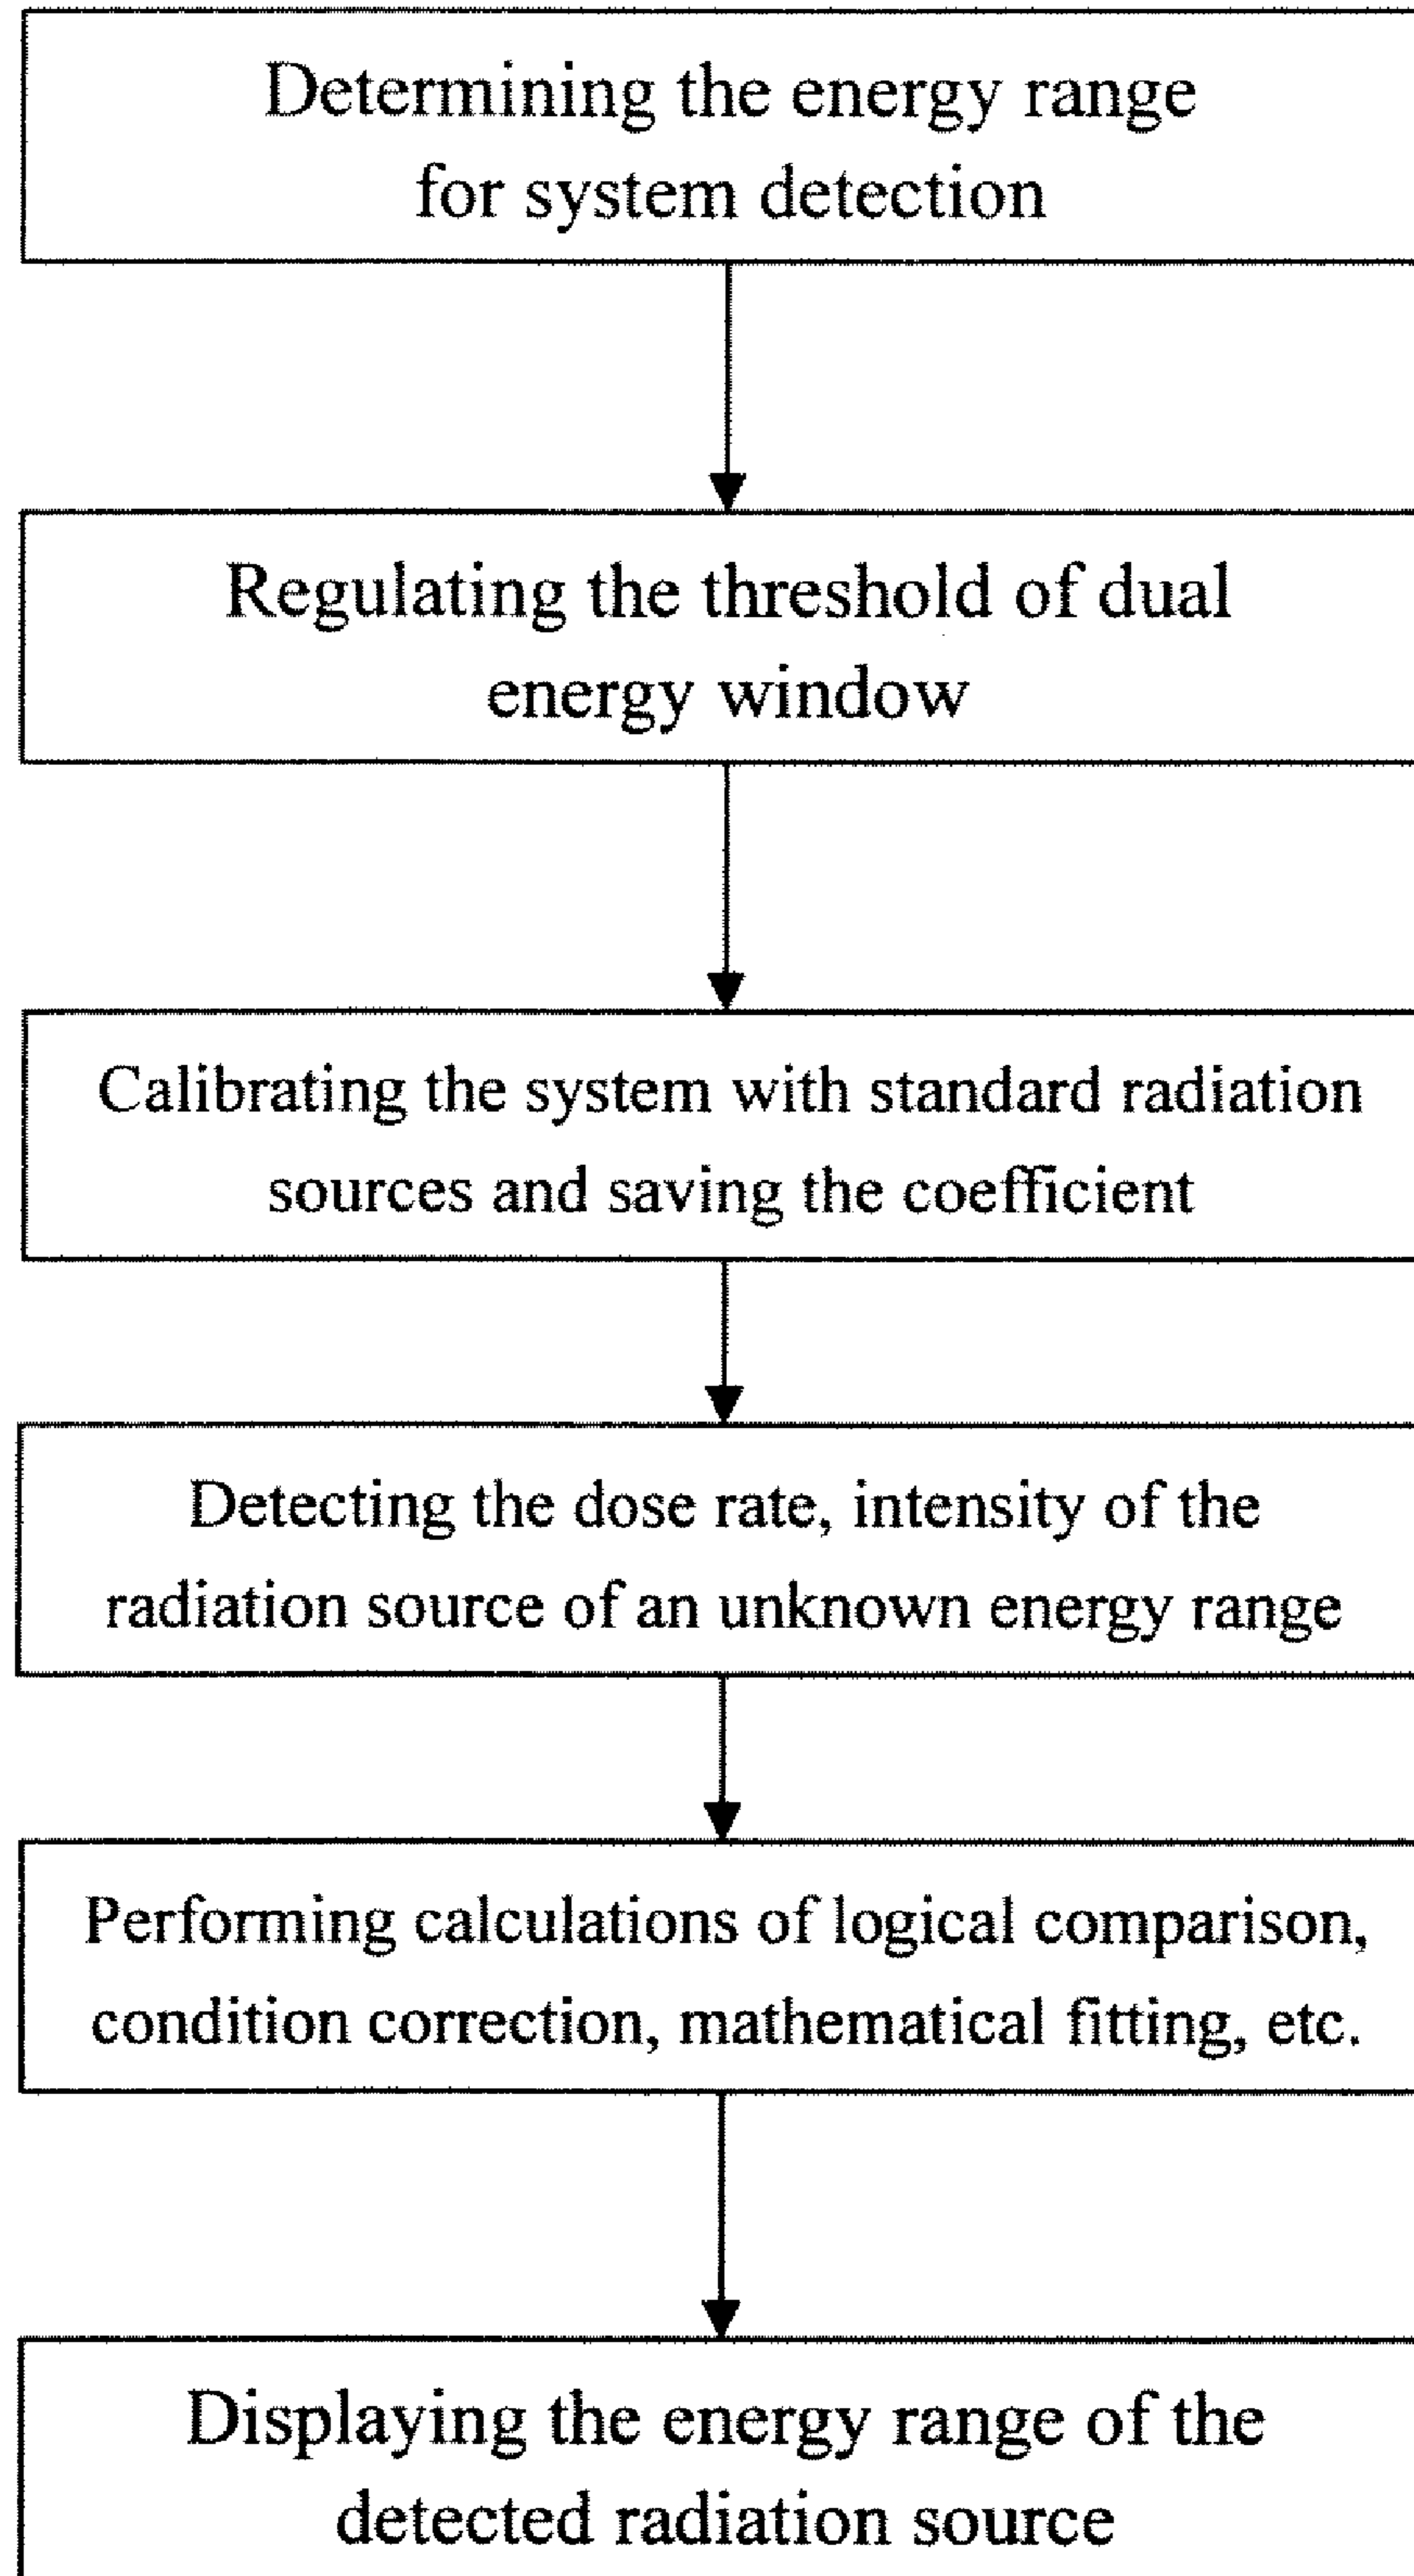 Determining the energy range
for system detection
Regulating the threshold of dual
energy window
Calibrating the system with standard radiation
sources and saving the coefficient
Detecting the dose rate, intensity of the
radiation source of an unknown energy range
Performing calculations of logical comparison,
condition correction, mathematical fitting, etc.
Displaying the energy range of the
detected radiation source